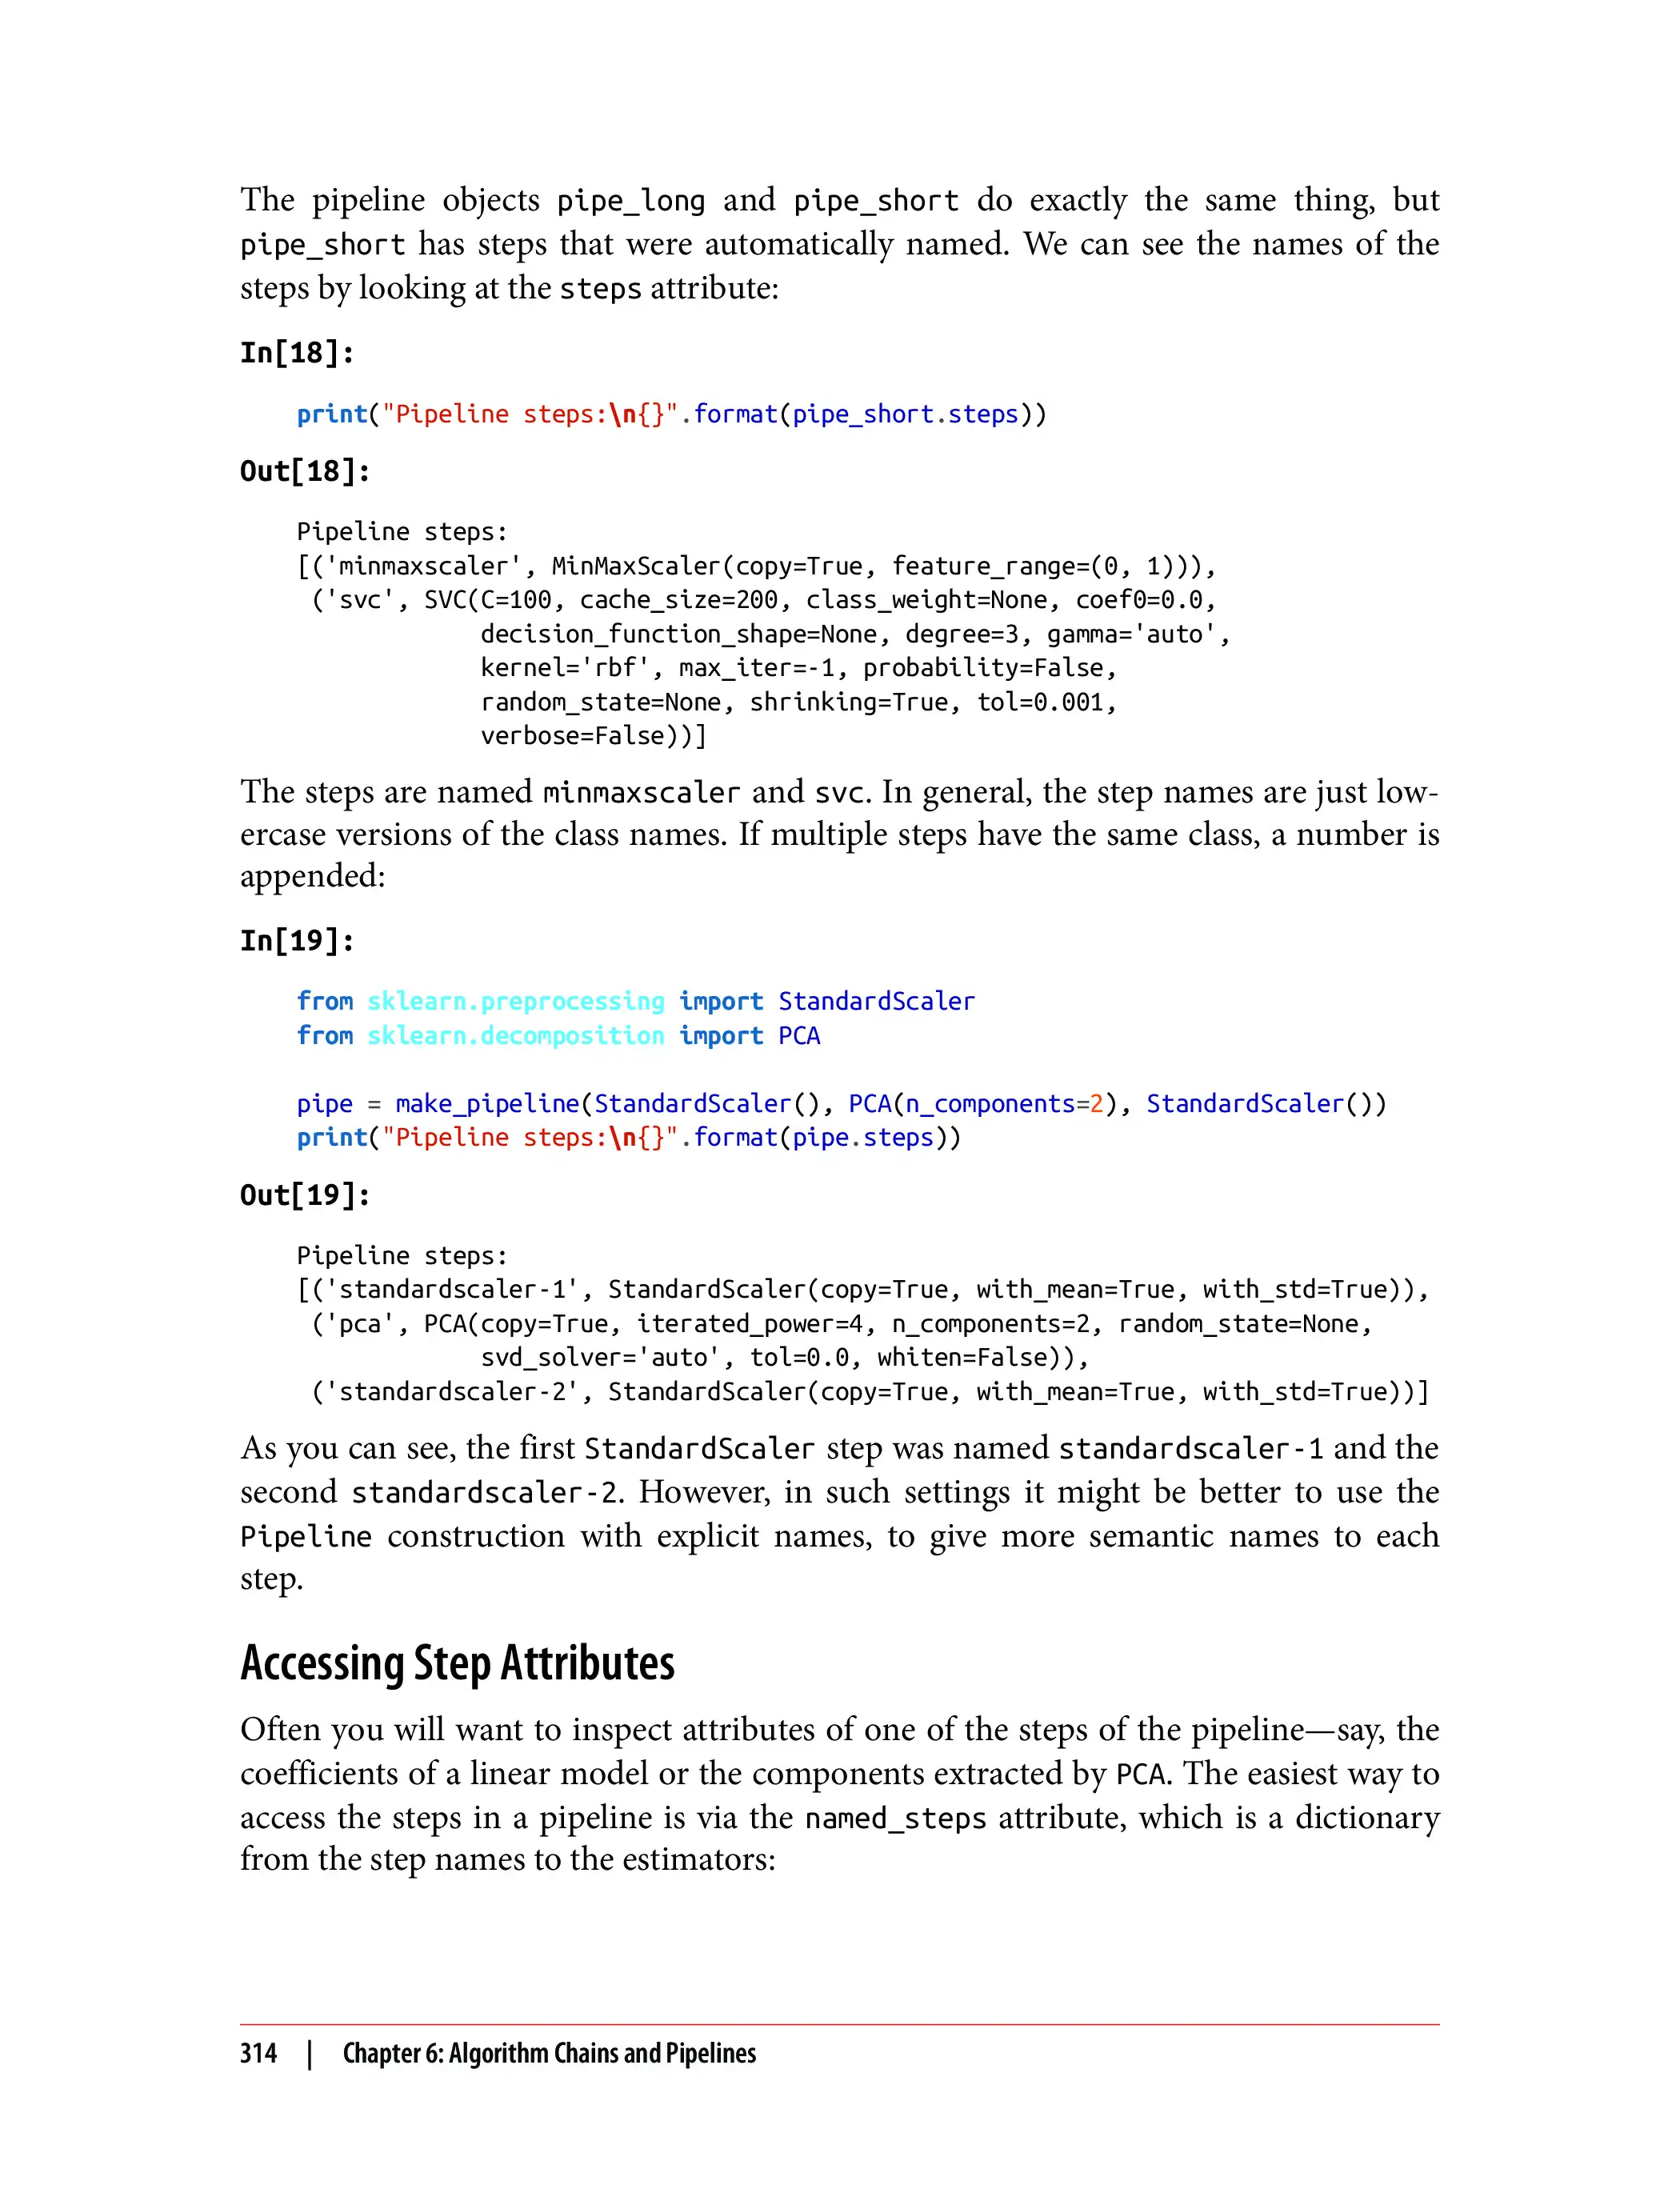 The pipeline objects pipe_long and pipe_short do exactly the same thing, but
pipe_short has steps that were automatically named. We can see the names of the
steps by looking at the steps attribute:
In[18]:
print("Pipeline steps:\n{}".format(pipe_short.steps))
Out[18]:
Pipeline steps:
[('minmaxscaler', MinMaxScaler(copy=True, feature_range=(0, 1))),
 ('svc', SVC(C=100, cache_size=200, class_weight=None, coef0=0.0,
             decision_function_shape=None, degree=3, gamma='auto',
             kernel='rbf', max_iter=-1, probability=False,
             random_state=None, shrinking=True, tol=0.001,
             verbose=False))]
The steps are named minmaxscaler and svc. In general, the step names are just low-
ercase versions of the class names. If multiple steps have the same class, a number is
appended:
In[19]:
from sklearn.preprocessing import StandardScaler
from sklearn.decomposition import PCA
pipe = make_pipeline(StandardScaler(), PCA(n_components=2), StandardScaler())
print("Pipeline steps:\n{}".format(pipe.steps))
Out[19]:
Pipeline steps:
[('standardscaler-1', StandardScaler(copy=True, with_mean=True, with_std=True)),
 ('pca', PCA(copy=True, iterated_power=4, n_components=2, random_state=None,
             svd_solver='auto', tol=0.0, whiten=False)),
 ('standardscaler-2', StandardScaler(copy=True, with_mean=True, with_std=True))]
As you can see, the first StandardScaler step was named standardscaler-1 and the
second standardscaler-2. However, in such settings it might be better to use the
Pipeline construction with explicit names, to give more semantic names to each
step.
Accessing Step Attributes
Often you will want to inspect attributes of one of the steps of the pipeline—say, the
coefficients of a linear model or the components extracted by PCA. The easiest way to
access the steps in a pipeline is via the named_steps attribute, which is a dictionary
from the step names to the estimators:
314 | Chapter 6: Algorithm Chains and Pipelines